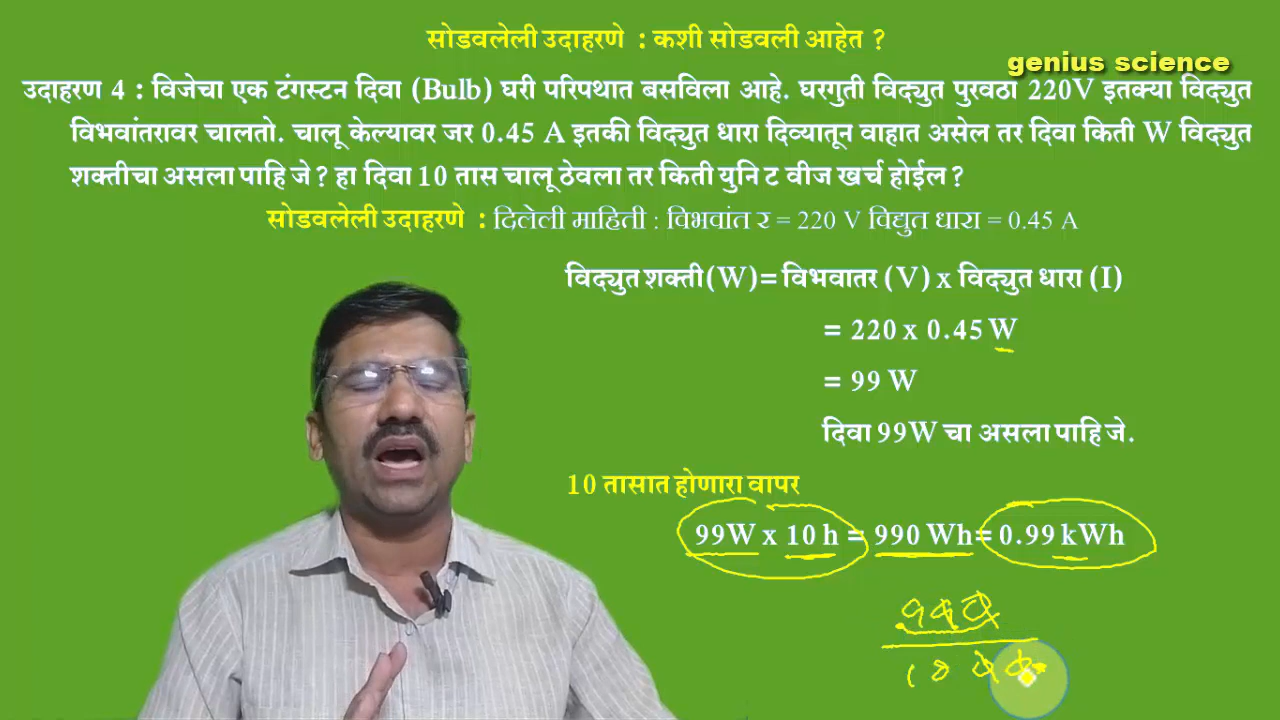 सोडवलेली उदाहरणे : कशी सोडवली आहेत ?
genius science
उदाहरण 4 : विजेचा एक टंगस्टन दिवा (Bulb) घरी परिपथात बसविला आहे. घरगुती विद्युत पुरवठा 220V इतक्या विद्युत
विभवांतरावर चालतो. चालू केल्यावर जर 0.45 A इतकी विद्युत धारा दिव्यातून वाहात असेल तर दिवा किती W विद्युत
शक्तीचा असला पाहि जे ? हा दिवा 10 तास चालू ठेवला तर किती युनि ट वीज खर्च होईल ?
सोडवलेली उदाहरणे : दिलेली माहिती : विभवांत र = 220 V विद्युत धारा = 0.45 A
विद्युत शक्ती(W)= विभवातर (V) x विद्युत धारा (I)
= 220 x 0.45 W
= 99 W
दिवा 99W चा असला पाहि जे.
10 तासात होणारा वापर
99W x 10 h = 990 Wh= 0.99 kWh